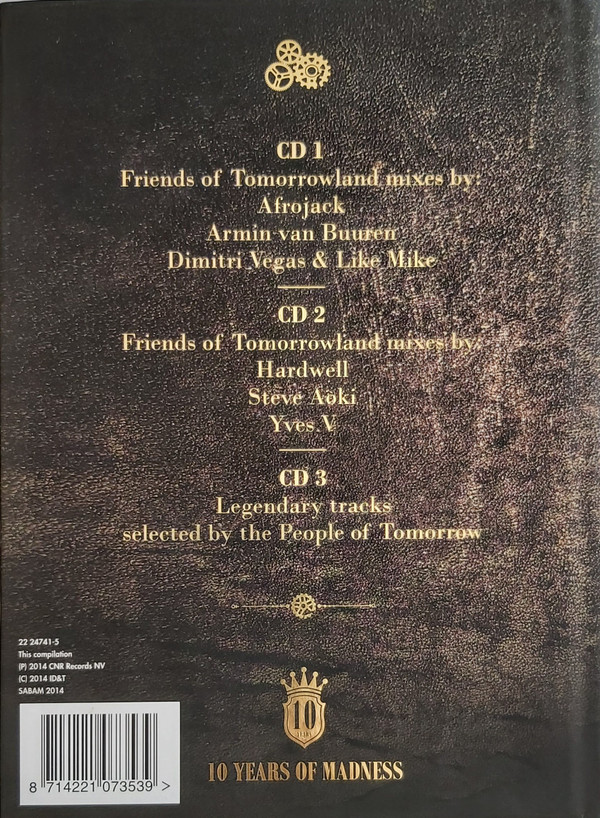 CD 1
Friends of Tomorrowland mixes by:
Afrojack
Armin van Buuren
Dimitri Vegas & Like Mike
CD 2
Friends of Tomorrowland mixes by:
Hardwell
Steve Aoki
Yves V
CD 3
Legendary tracks
selected by the People of Tomorrow
22 24741-5
This compilation
(P) 2014 CNR Records NV
(C) 2014 ID&T
SABAM 2014
8 714221 073539 >
10
YEARS
10 YEARS OF MADNESS